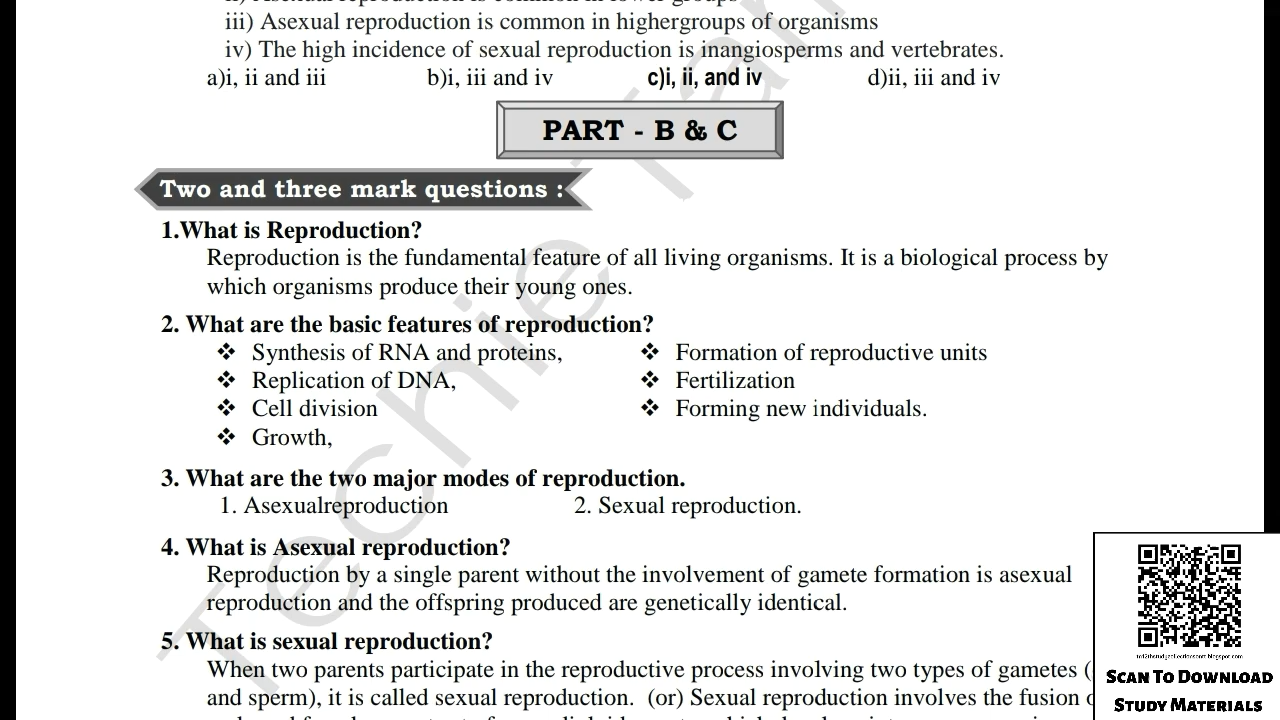 iii) Asexual reproduction is common in highergroups of organisms
iv) The high incidence of sexual reproduction is inangiosperms and vertebrates.
a)i, ii and iii b)i, iii and iv c)i, ii, and iv d)ii, iii and iv
PART - B & C
Two and three mark questions :
1.What is Reproduction?
Reproduction is the fundamental feature of all living organisms. It is a biological process by
which organisms produce their young ones.
2. What are the basic features of reproduction?
❖ Synthesis of RNA and proteins, ❖ Formation of reproductive units
❖ Replication of DNA, ❖ Fertilization
❖ Cell division ❖ Forming new individuals.
❖ Growth,
3. What are the two major modes of reproduction.
1. Asexualreproduction 2. Sexual reproduction.
4. What is Asexual reproduction?
Reproduction by a single parent without the involvement of gamete formation is asexual
reproduction and the offspring produced are genetically identical.
5. What is sexual reproduction?
When two parents participate in the reproductive process involving two types of gametes (
and sperm), it is called sexual reproduction. (or) Sexual reproduction involves the fusion
SCAN TO DOWNLOAD
STUDY MATERIALS
Techie Tam